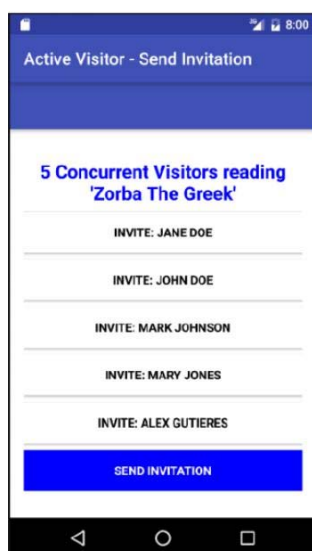 3G 8:00
Active Visitor - Send Invitation
5 Concurrent Visitors reading
'Zorba The Greek'
INVITE: JANE DOE
INVITE: JOHN DOE
INVITE: MARK JOHNSON
INVITE: MARY JONES
INVITE: ALEX GUTIERES
SEND INVITATION